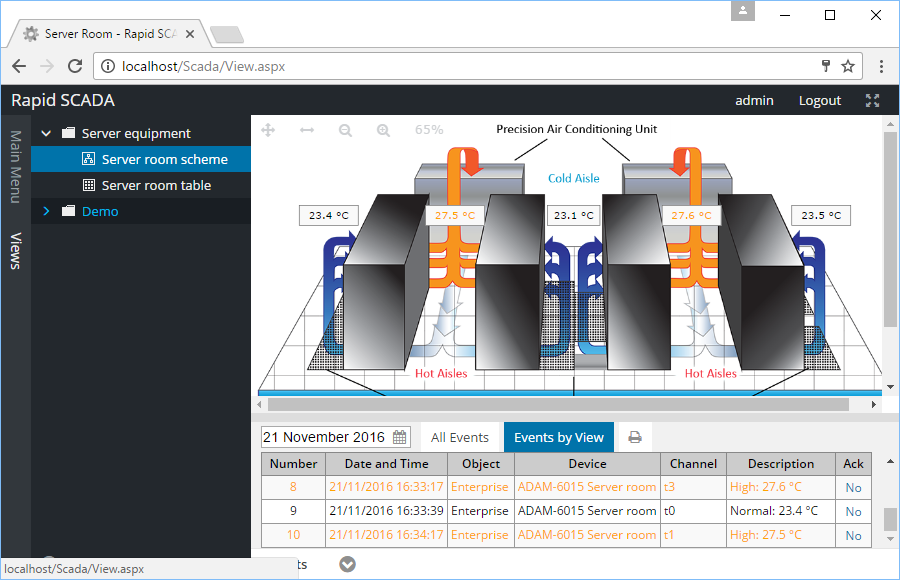 Server Room - Rapid SCA
localhost/Scada/View.aspx
Rapid SCADA
admin
Logout
Main Menu
Views
Server equipment
Server room scheme
Server room table
Demo
65%
Precision Air Conditioning Unit
Cold Aisle
23.4 °C
27.5 °C
23.1 °C
27.6 °C
23.5 °C
Hot Aisles
Hot Aisles
21 November 2016
All Events
Events by View
Number Date and Time Object Device Channel Description Ack
8 21/11/2016 16:33:17 Enterprise ADAM-6015 Server room t3 High: 27.6 °C No
9 21/11/2016 16:33:39 Enterprise ADAM-6015 Server room t0 Normal: 23.4 °C No
10 21/11/2016 16:34:17 Enterprise ADAM-6015 Server room t1 High: 27.5 °C No
localhost/Scada/View.aspx
ts